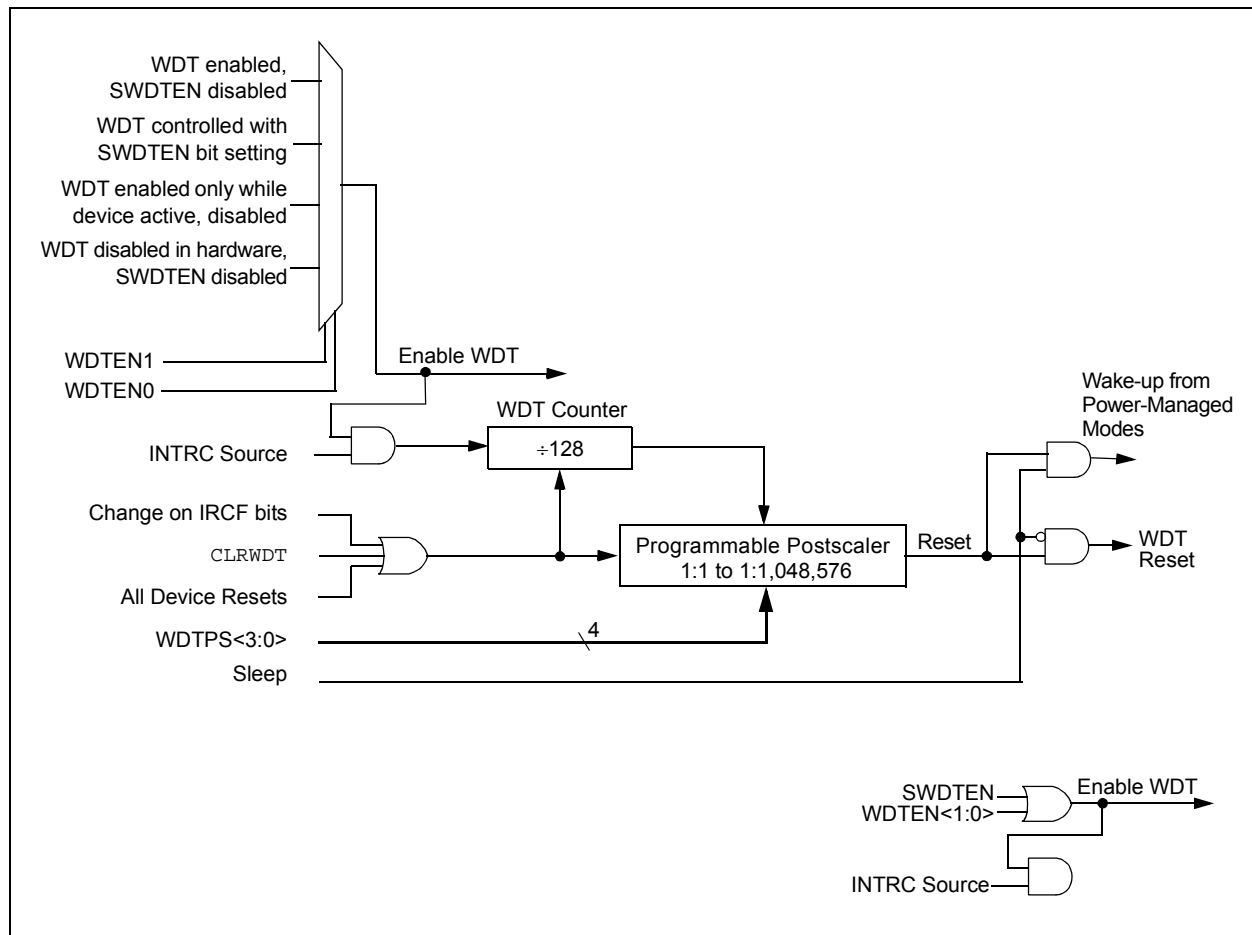 WDT enabled,
SWDTEN disabled
WDT controlled with
SWDTEN bit setting
WDT enabled only while
device active, disabled
WDT disabled in hardware,
SWDTEN disabled
WDTEN1
WDTEN0
Enable WDT
WDT Counter
÷128
INTRC Source
Wake-up from
Power-Managed
Modes
Change on IRCF bits
CLRWDT
All Device Resets
Programmable Postscaler
1:1 to 1:1,048,576
Reset
WDT
Reset
WDTPS<3:0>
4
Sleep
SWDTEN
WDTEN<1:0>
Enable WDT
INTRC Source